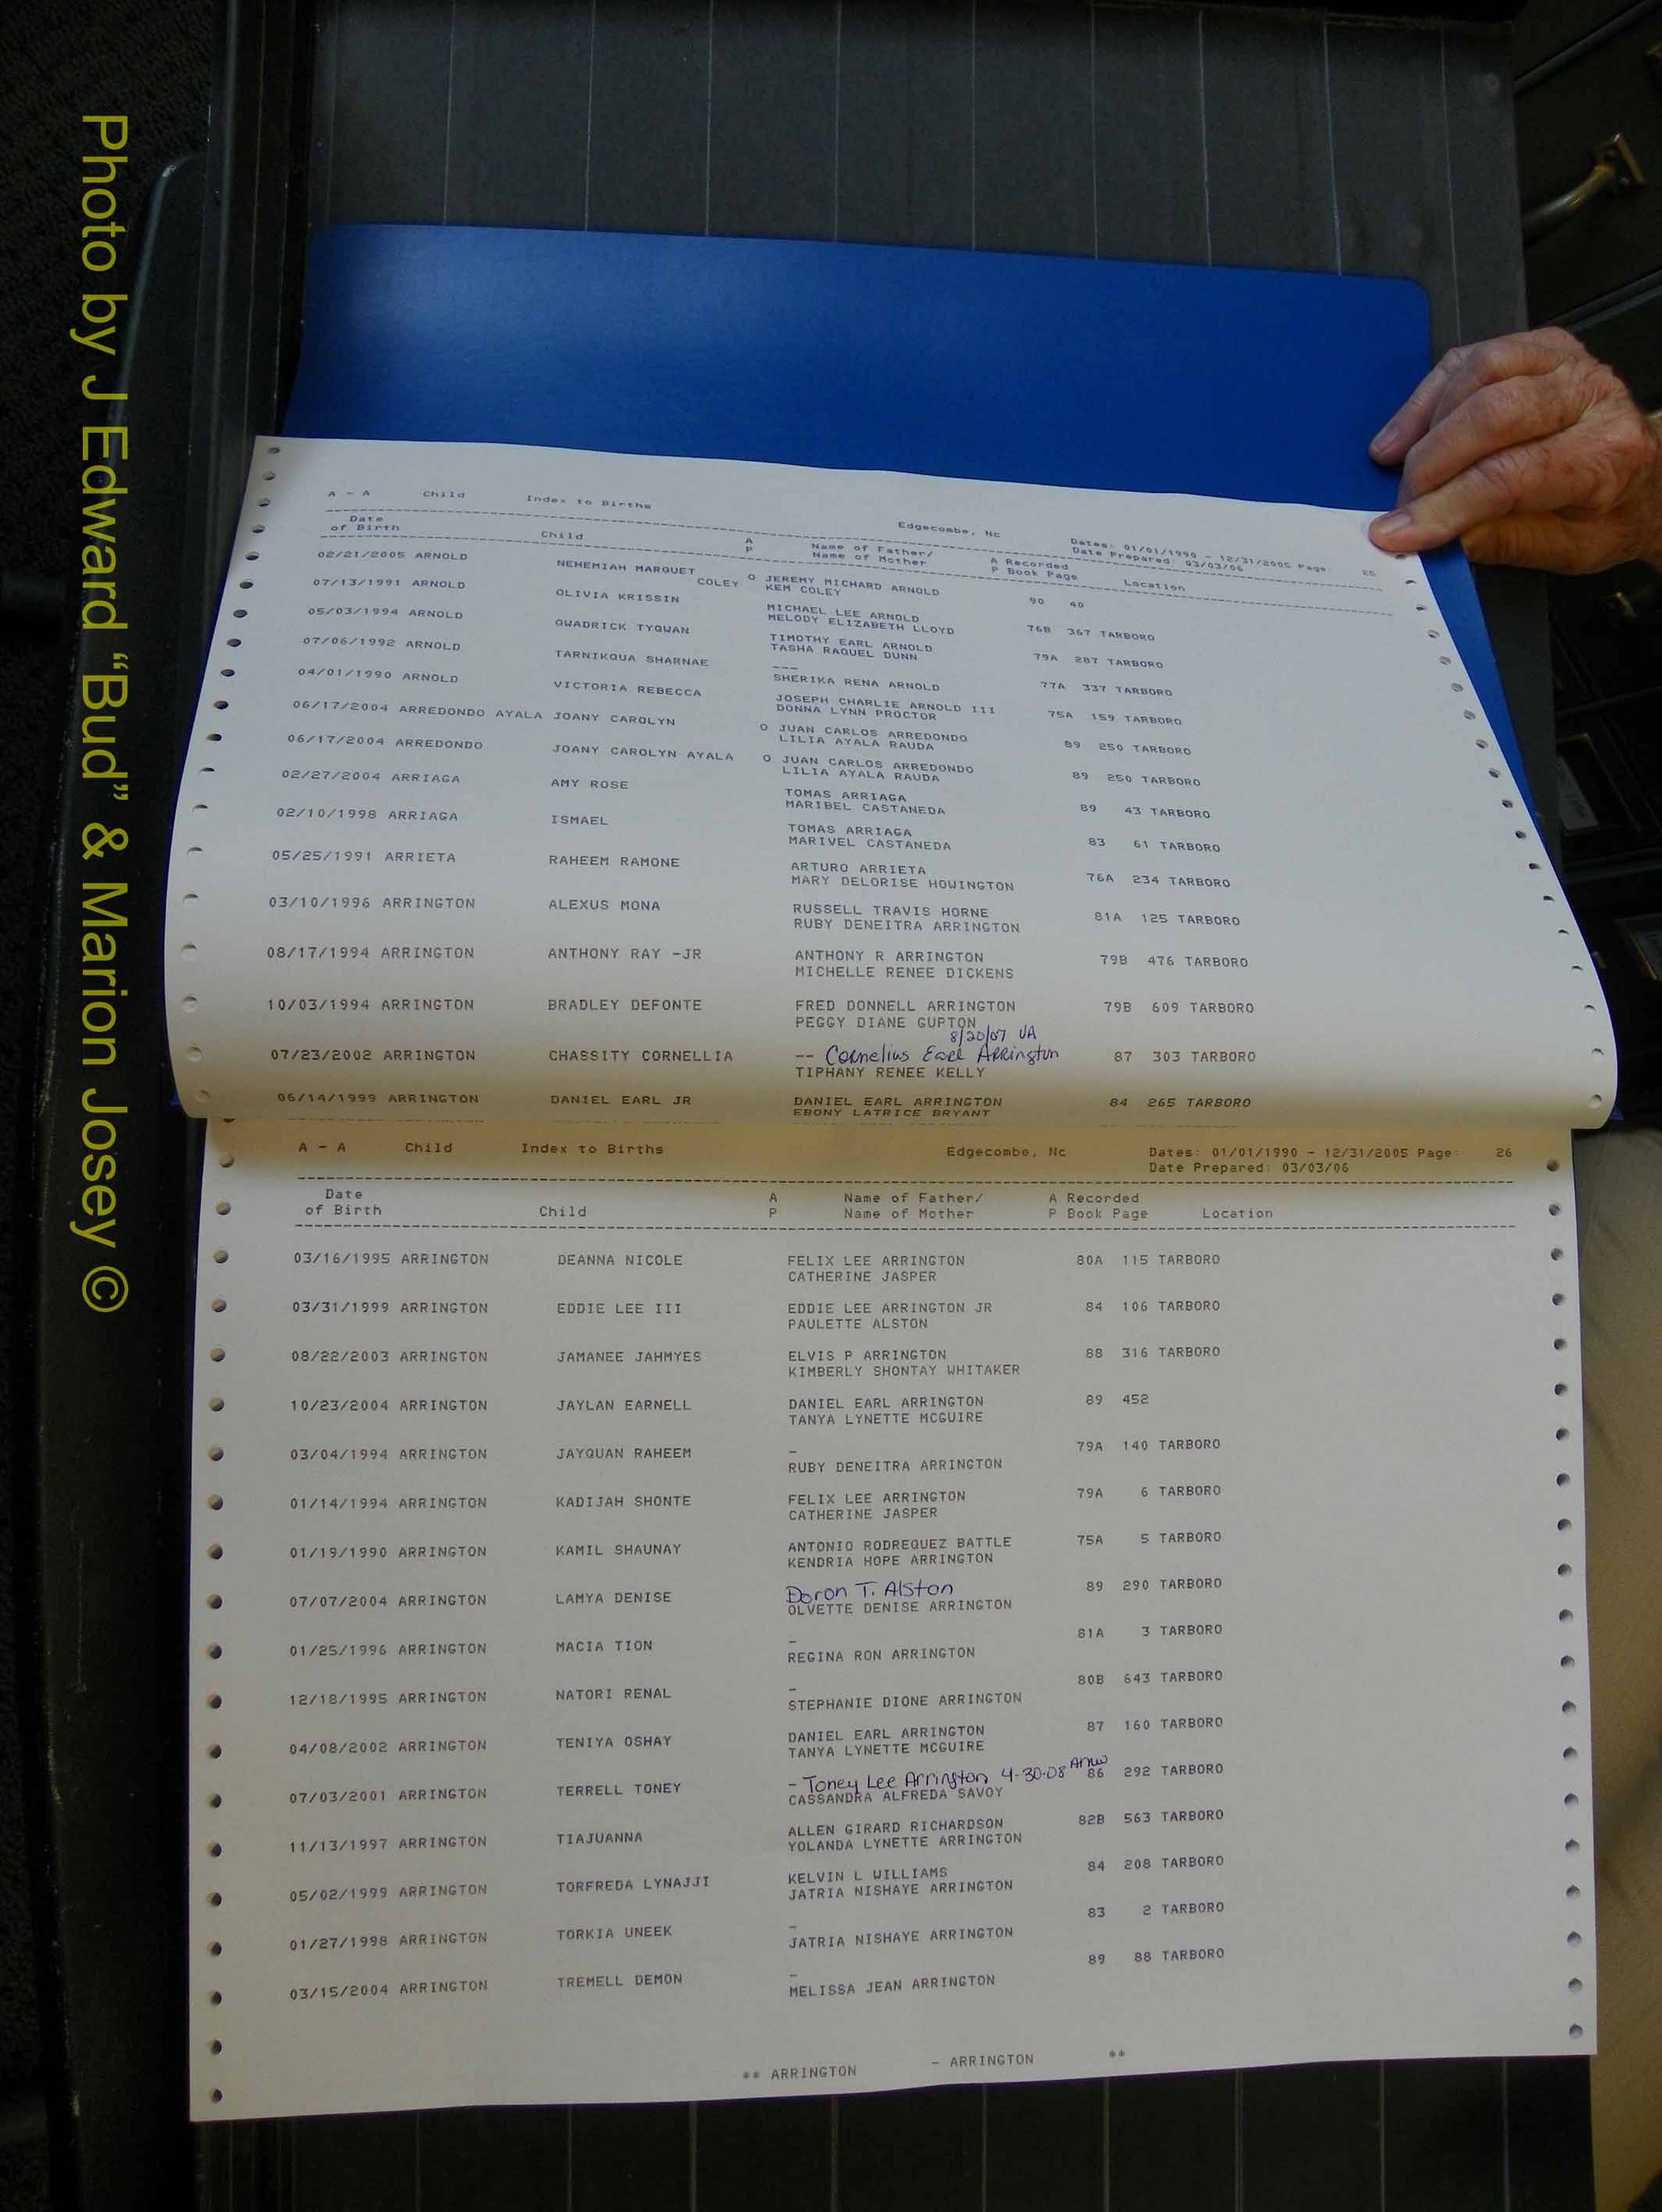 Photo by J Edward “Bud” & Marion Josey ©
A - A Child Index to Births Edgecombe, Nc Dates: 01/01/1990 - 12/31/2005 Page: 25
Date Prepared: 03/03/06
Date A Name of Father/ A Recorded
of Birth Child P Name of Mother P Book Page Location
02/21/2005 ARNOLD NEHEMIAH MARQUET O JEREMY MICHARD ARNOLD 90 40
COLEY KEM COLEY
07/13/1991 ARNOLD OLIVIA KRISSIN MICHAEL LEE ARNOLD 76B 367 TARBORO
MELODY ELIZABETH LLOYD
05/03/1994 ARNOLD QUADRICK TYQWAN TIMOTHY EARL ARNOLD 79A 287 TARBORO
TASHA RAQUEL DUNN
07/06/1992 ARNOLD TARNIKQUA SHARNAE --- 77A 337 TARBORO
SHERIKA RENA ARNOLD
04/01/1990 ARNOLD VICTORIA REBECCA JOSEPH CHARLIE ARNOLD III 75A 159 TARBORO
DONNA LYNN PROCTOR
06/17/2004 ARREDONDO AYALA JOANY CAROLYN O JUAN CARLOS ARREDONDO 89 250 TARBORO
LILIA AYALA RAUDA
06/17/2004 ARREDONDO JOANY CAROLYN AYALA O JUAN CARLOS ARREDONDO 89 250 TARBORO
LILIA AYALA RAUDA
02/27/2004 ARRIAGA AMY ROSE TOMAS ARRIAGA 89 43 TARBORO
MARIBEL CASTANEDA
02/10/1998 ARRIAGA ISMAEL TOMAS ARRIAGA 83 61 TARBORO
MARIVEL CASTANEDA
05/25/1991 ARRIETA RAHEEM RAMONE ARTURO ARRIETA 76A 234 TARBORO
MARY DELORISE HOWINGTON
03/10/1996 ARRINGTON ALEXUS MONA RUSSELL TRAVIS HORNE 81A 125 TARBORO
RUBY DENEITRA ARRINGTON
08/17/1994 ARRINGTON ANTHONY RAY -JR ANTHONY R ARRINGTON 79B 476 TARBORO
MICHELLE RENEE DICKENS
10/03/1994 ARRINGTON BRADLEY DEFONTE FRED DONNELL ARRINGTON 79B 609 TARBORO
PEGGY DIANE GUPTON
8/20/07 VA
07/23/2002 ARRINGTON CHASSITY CORNELLIA -- Cornelius Earl Arrington 87 303 TARBORO
TIPHANY RENEE KELLY
06/14/1999 ARRINGTON DANIEL EARL JR DANIEL EARL ARRINGTON 84 265 TARBORO
EBONY LATRICE BRYANT
A - A Child Index to Births Edgecombe, Nc Dates: 01/01/1990 - 12/31/2005 Page: 26
Date Prepared: 03/03/06
Date A Name of Father/ A Recorded
of Birth Child P Name of Mother P Book Page Location
03/16/1995 ARRINGTON DEANNA NICOLE FELIX LEE ARRINGTON 80A 115 TARBORO
CATHERINE JASPER
03/31/1999 ARRINGTON EDDIE LEE III EDDIE LEE ARRINGTON JR 84 106 TARBORO
PAULETTE ALSTON
08/22/2003 ARRINGTON JAMANEE JAHMYES ELVIS P ARRINGTON 88 316 TARBORO
KIMBERLY SHONTAY WHITAKER
10/23/2004 ARRINGTON JAYLAN EARNELL DANIEL EARL ARRINGTON 89 452
TANYA LYNETTE MCGUIRE
03/04/1994 ARRINGTON JAYQUAN RAHEEM - 79A 140 TARBORO
RUBY DENEITRA ARRINGTON
01/14/1994 ARRINGTON KADIJAH SHONTE FELIX LEE ARRINGTON 79A 6 TARBORO
CATHERINE JASPER
01/19/1990 ARRINGTON KAMIL SHAUNAY ANTONIO RODREQUEZ BATTLE 75A 5 TARBORO
KENDRIA HOPE ARRINGTON
07/07/2004 ARRINGTON LAMYA DENISE Doron T. Alston 89 290 TARBORO
OLVETTE DENISE ARRINGTON
01/25/1996 ARRINGTON MACIA TION - 81A 3 TARBORO
REGINA RON ARRINGTON
12/18/1995 ARRINGTON NATORI RENAL - 80B 643 TARBORO
STEPHANIE DIONE ARRINGTON
04/08/2002 ARRINGTON TENIYA OSHAY DANIEL EARL ARRINGTON 87 160 TARBORO
TANYA LYNETTE MCGUIRE
07/03/2001 ARRINGTON TERRELL TONEY - Toney Lee Arrington 4-30-08 86 292 TARBORO
CASSANDRA ALFREDA SAVOY
11/13/1997 ARRINGTON TIAJUANNA ALLEN GIRARD RICHARDSON 82B 563 TARBORO
YOLANDA LYNETTE ARRINGTON
05/02/1999 ARRINGTON TORFREDA LYNAJJI KELVIN L WILLIAMS 84 208 TARBORO
JATRIA NISHAYE ARRINGTON
01/27/1998 ARRINGTON TORKIA UNEEK - 83 2 TARBORO
JATRIA NISHAYE ARRINGTON
03/15/2004 ARRINGTON TREMELL DEMON - 89 88 TARBORO
MELISSA JEAN ARRINGTON
** ARRINGTON - ARRINGTON **